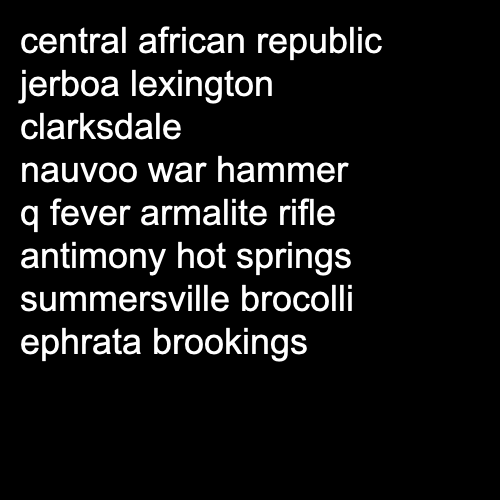 central african republic
jerboa lexington
clarksdale
nauvoo war hammer
q fever armalite rifle
antimony hot springs
summersville brocolli
ephrata brookings